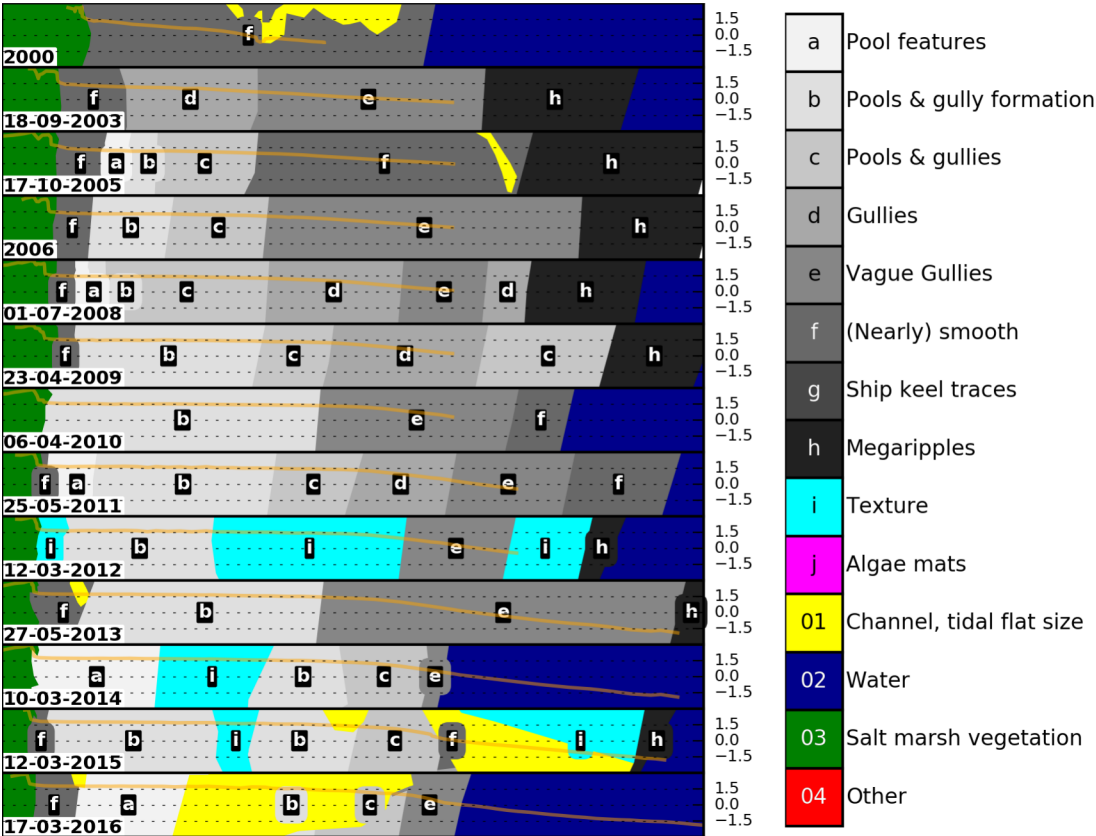 f
1.5
0.0
−1.5
2000
f d e h
1.5
0.0
−1.5
18-09-2003
f a b c f h
1.5
0.0
−1.5
17-10-2005
f b c e h
1.5
0.0
−1.5
2006
f a b c d e d h
1.5
0.0
−1.5
01-07-2008
f b c d c h
1.5
0.0
−1.5
23-04-2009
b e f
1.5
0.0
−1.5
06-04-2010
f a b c d e f
1.5
0.0
−1.5
25-05-2011
i b i e i h
1.5
0.0
−1.5
12-03-2012
f b e h
1.5
0.0
−1.5
27-05-2013
a i b c e
1.5
0.0
−1.5
10-03-2014
f b i b c f i h
1.5
0.0
−1.5
12-03-2015
f a b c e
1.5
0.0
−1.5
17-03-2016
a Pool features
b Pools & gully formation
c Pools & gullies
d Gullies
e Vague Gullies
f (Nearly) smooth
g Ship keel traces
h Megaripples
i Texture
j Algae mats
01 Channel, tidal flat size
02 Water
03 Salt marsh vegetation
04 Other